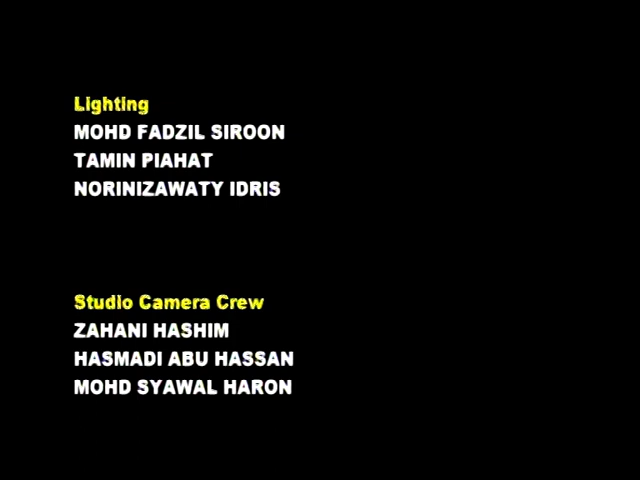 Lighting
MOHD FADZIL SIROON
TAMIN PIAHAT
NORINIZAWATY IDRIS
Studio Camera Crew
ZAHANI HASHIM
HASMADI ABU HASSAN
MOHD SYAWAL HARON